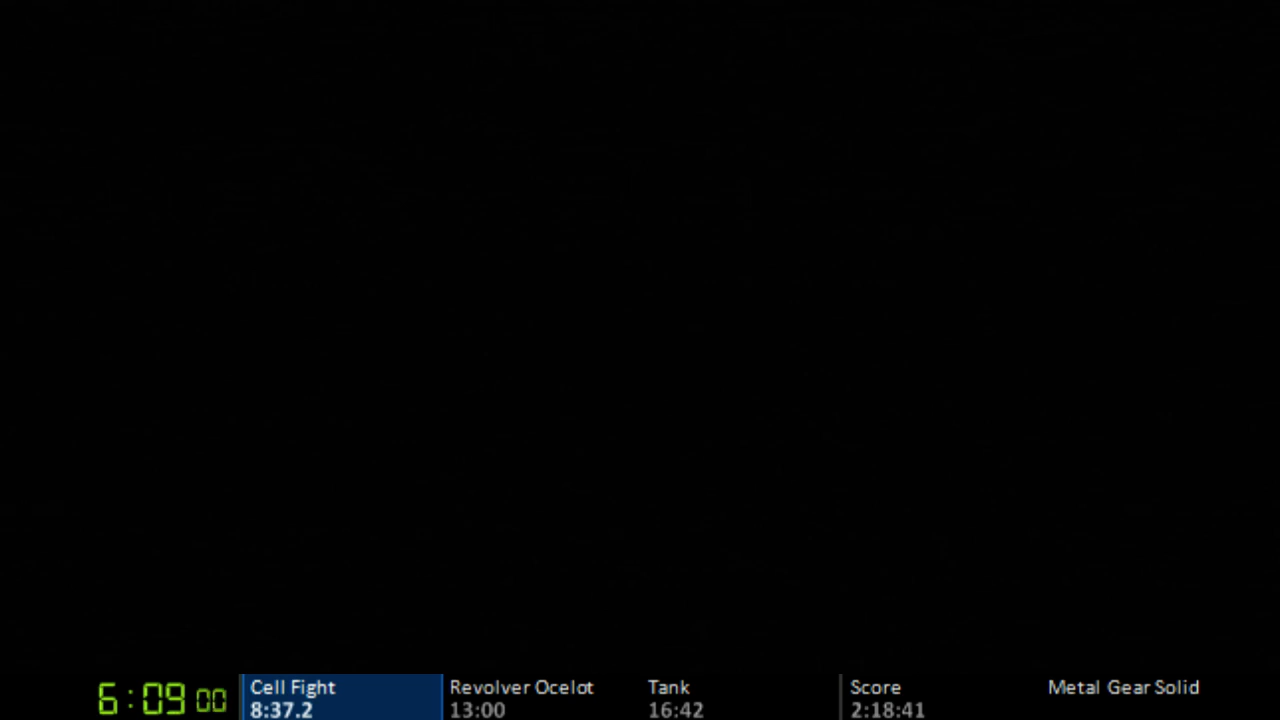 6:09 00
Cell Fight
8:37.2
Revolver Ocelot
13:00
Tank
16:42
Score
2:18:41
Metal Gear Solid